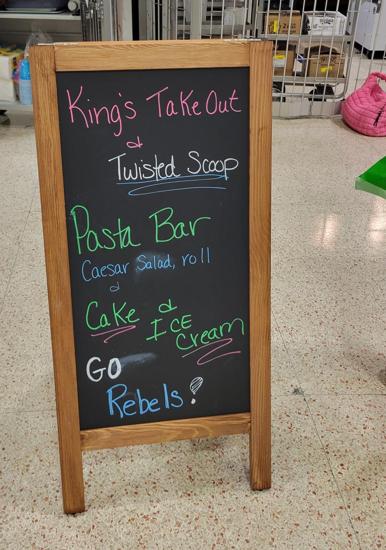 King's Take Out
&
Twisted Scoop
Pasta Bar
Caesar Salad, roll
&
Cake & ICE Cream
GO
Rebels!